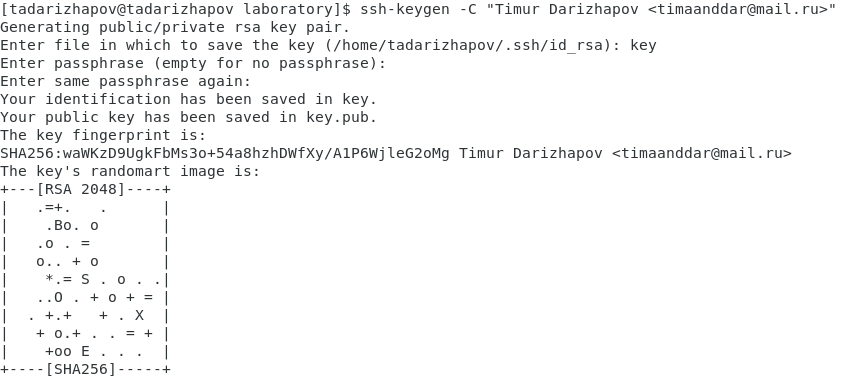 [tadarizhapov@tadarizhapov laboratory]$ ssh-keygen -C "Timur Darizhapov <timaanddar@mail.ru>"
Generating public/private rsa key pair.
Enter file in which to save the key (/home/tadarizhapov/.ssh/id_rsa): key
Enter passphrase (empty for no passphrase):
Enter same passphrase again:
Your identification has been saved in key.
Your public key has been saved in key.pub.
The key fingerprint is:
SHA256:waWKzD9UgkFbMs3o+54a8hzhDWfXy/A1P6WjleG2oMg Timur Darizhapov <timaanddar@mail.ru>
The key's randomart image is:
+---[RSA 2048]----+
|   .=+.   .      |
|    .Bo. o       |
|   .o . =        |
|   o.. + o       |
|    *.= S . o . .|
|   ..O . + o + = |
|  . +.+   + . X  |
|   + o.+ . . = + |
|    +oo E . . .  |
+----[SHA256]-----+